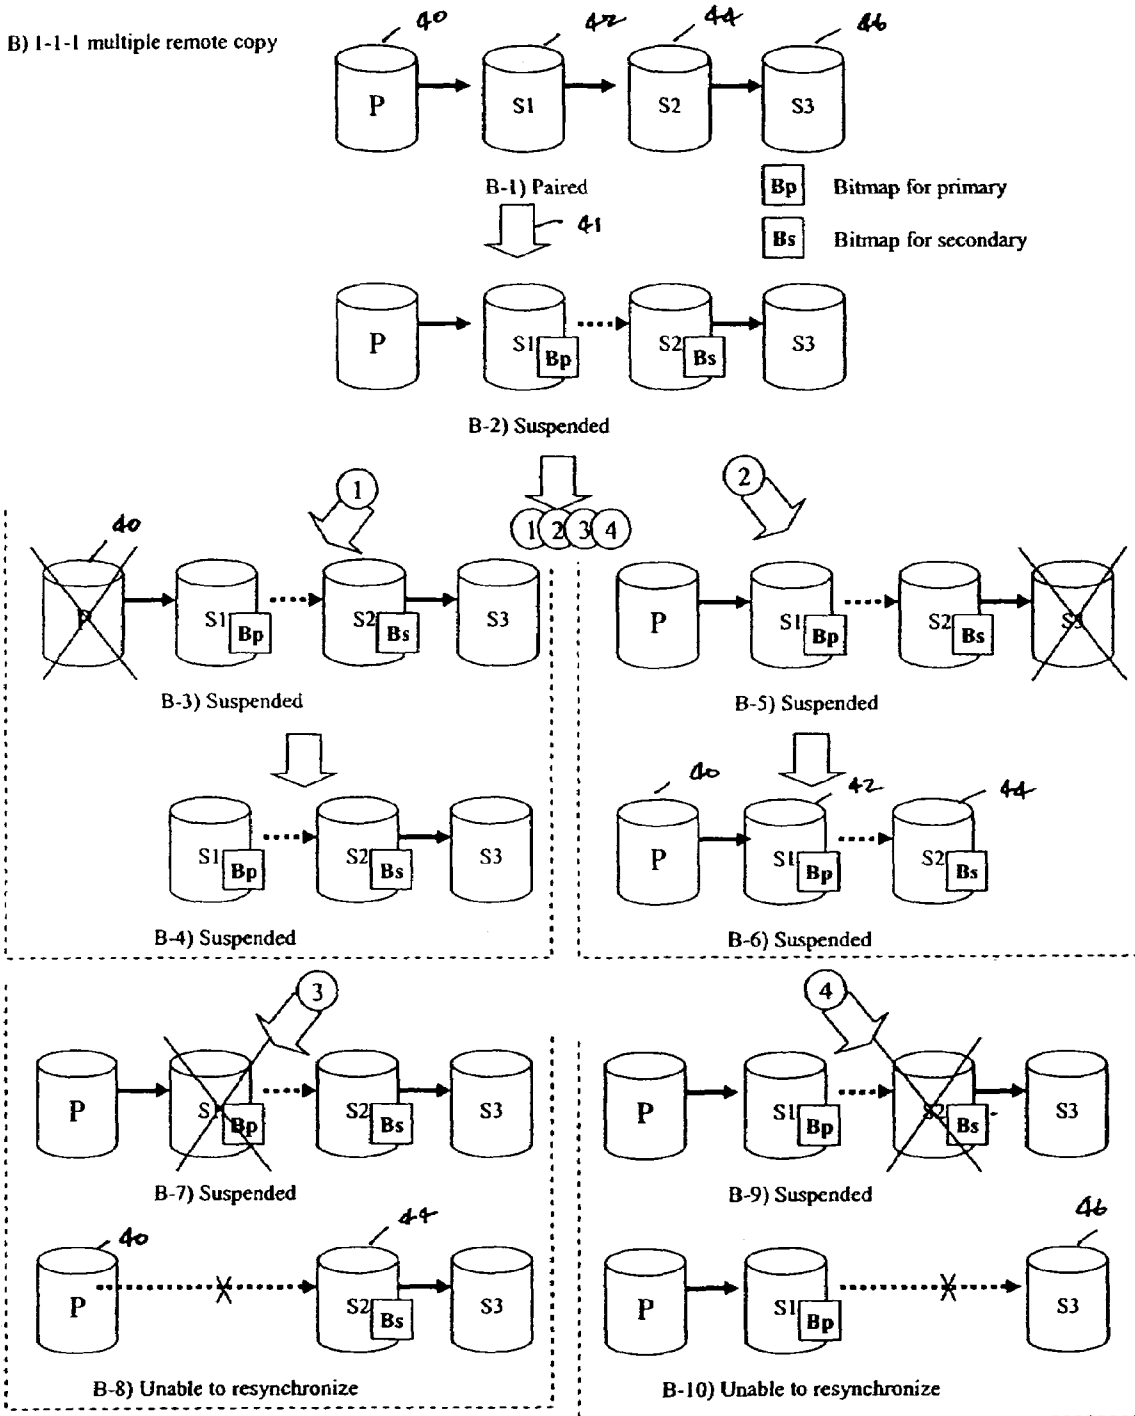 40 42 44 46
B) 1-1-1 multiple remote copy
P S1 S2 S3
B-1) Paired
Bp Bitmap for primary
41
Bs Bitmap for secondary
P S1 Bp S2 Bs S3
B-2) Suspended
1 2
1 2 3 4
40
P S1 Bp S2 Bs S3
P S1 Bp S2 Bs S3
B-3) Suspended
B-5) Suspended
40 42 44
S1 Bp S2 Bs S3
P S1 Bp S2 Bs
B-4) Suspended
B-6) Suspended
3 4
P S1 Bp S2 Bs S3
P S1 Bp S2 Bs S3
B-7) Suspended
B-9) Suspended
40 44 46
P S2 Bs S3
P S1 Bp S3
B-8) Unable to resynchronize
B-10) Unable to resynchronize